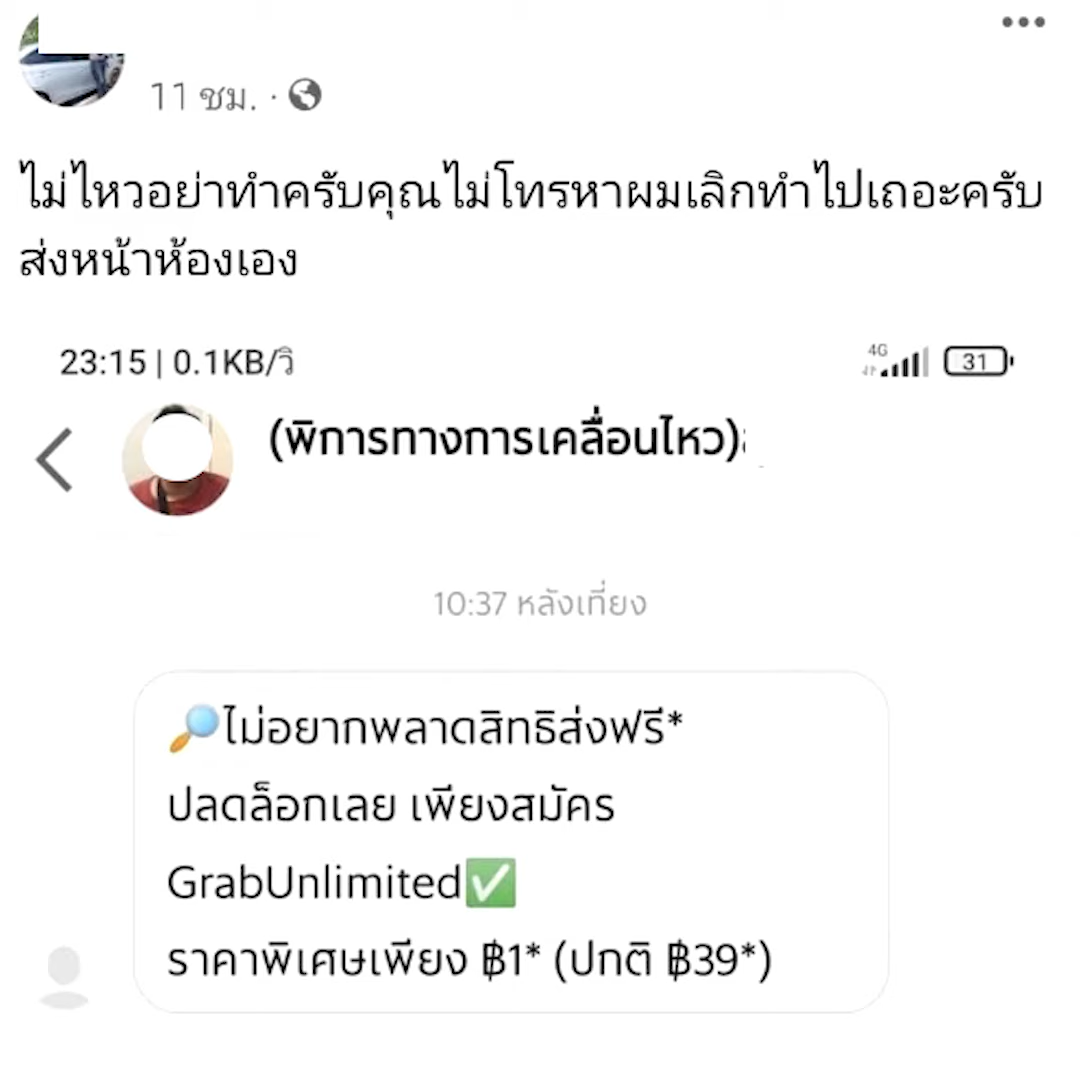 11 ชม. ·
ไม่ไหวอย่าทำครับคุณไม่โทรหาผมเลิกทำไปเถอะครับ
ส่งหน้าห้องเอง
23:15 | 0.1KB/วิ
4G
31
(พิการทางการเคลื่อนไหว)
10:37 หลังเที่ยง
🔎ไม่อยากพลาดสิทธิส่งฟรี*
ปลดล็อกเลย เพียงสมัคร
GrabUnlimited✅
ราคาพิเศษเพียง ฿1* (ปกติ ฿39*)